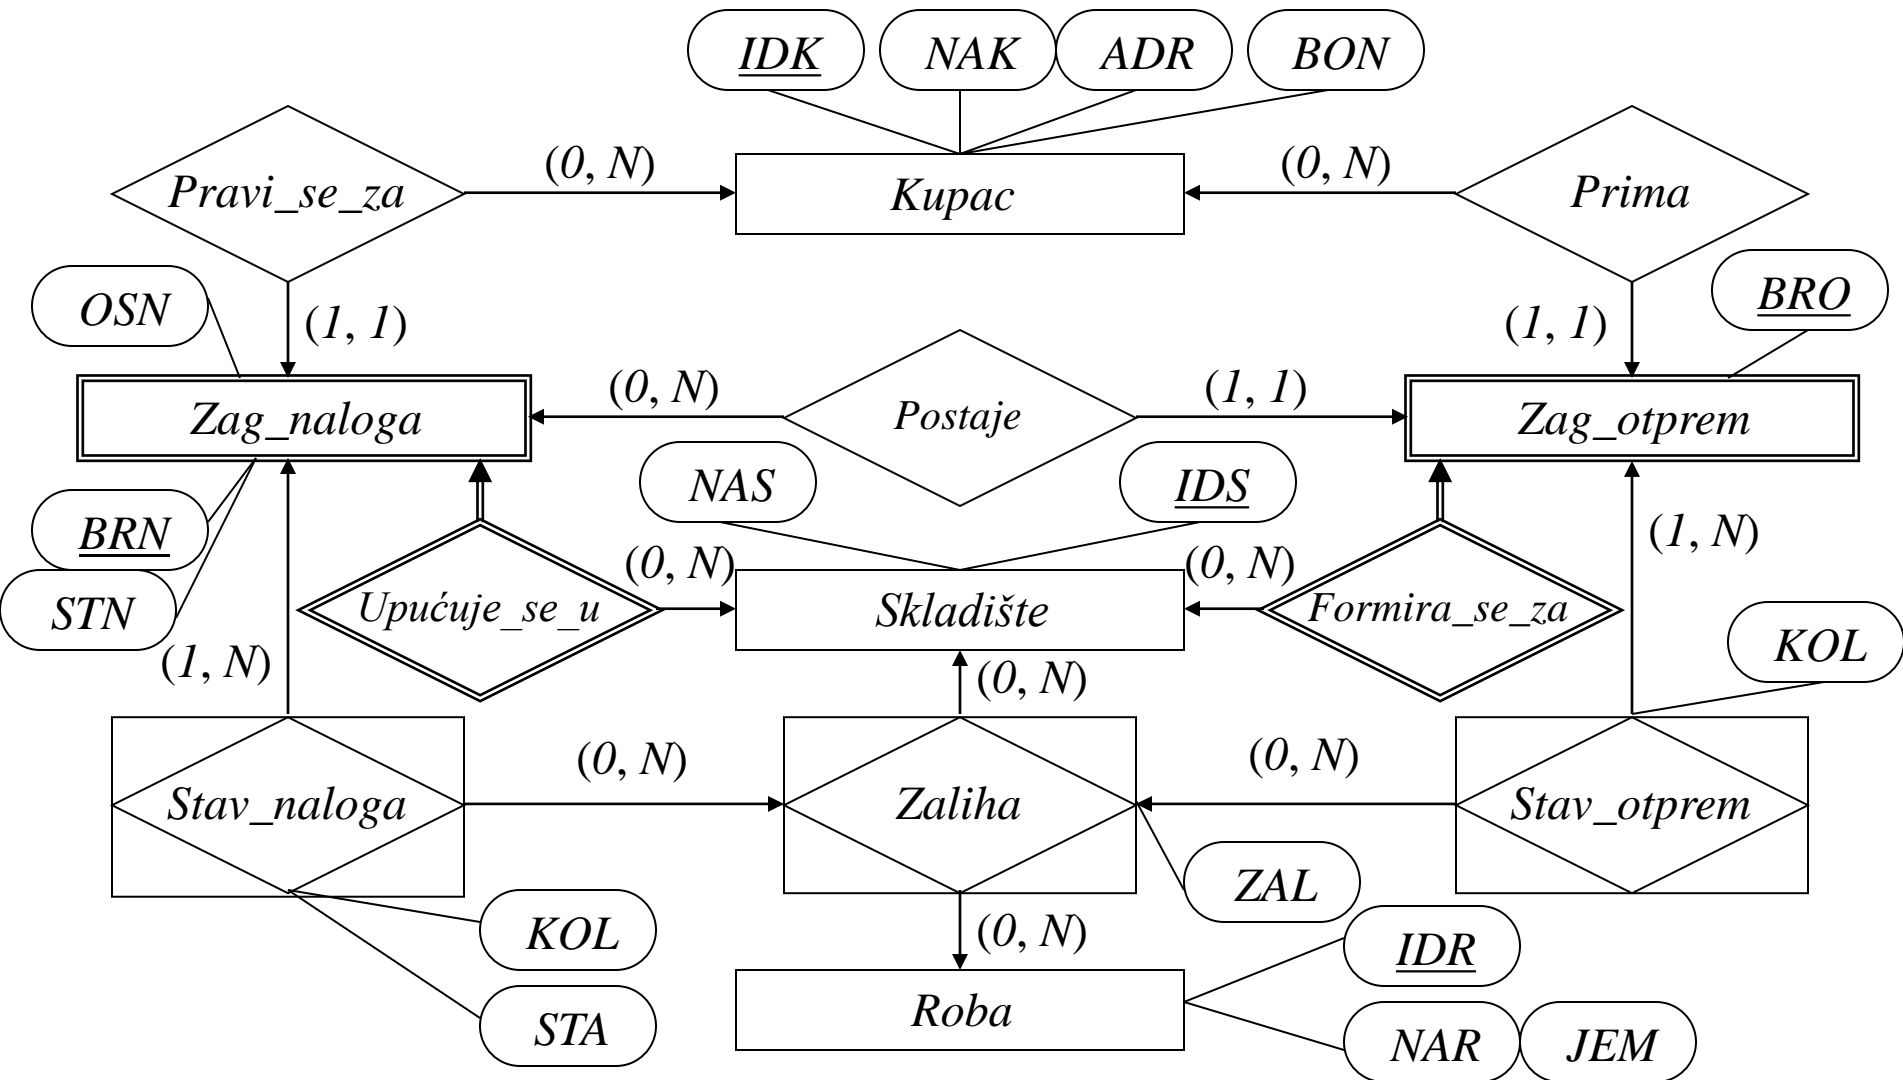 IDK NAK ADR BON
(0, N) (0, N)
Pravi_se_za Kupac Prima
OSN (1, 1) (1, 1) BRO
(0, N) (1, 1)
Zag_naloga Postaje Zag_otprem
NAS IDS
BRN (1, N)
(0, N) (0, N)
STN Upućuje_se_u Skladište Formira_se_za
(1, N) (0, N) KOL
(0, N) (0, N)
Stav_naloga Zaliha Stav_otprem
ZAL
KOL (0, N) IDR
STA Roba
NAR JEM